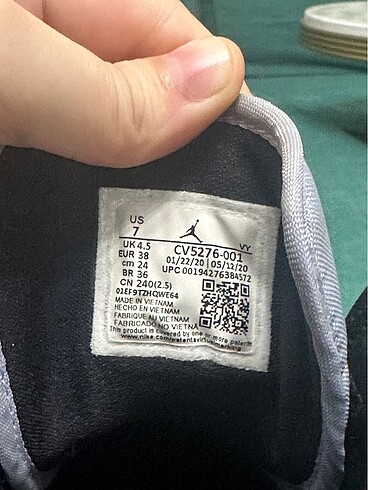 US
7
UK 4.5
EUR 38
cm 24
BR 36
CN 240(2.5)
VY
CV5276-001
01/22/20 05/12/20
UPC 00194276384572
01EF9TZHQWE64
MADE IN VIETNAM
HECHO EN VIETNAM
FABRIQUE AU VIETNAM
FABRICADO NO VIETNA
This product is covered by one or more patents
www.nike.com/patents